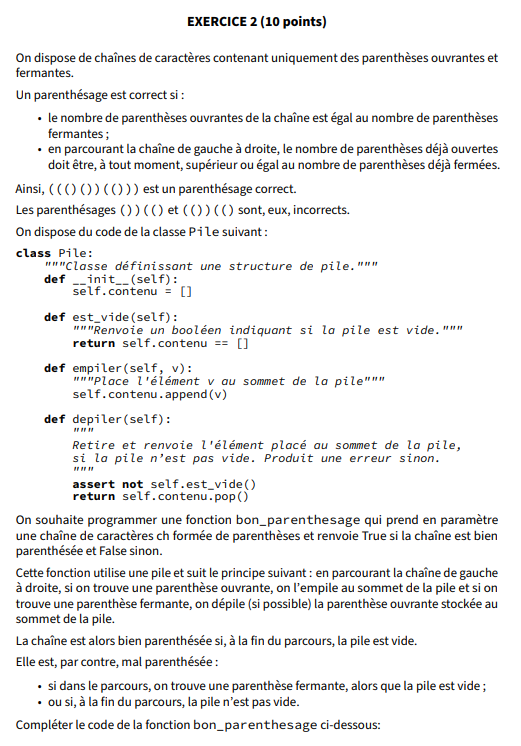 EXERCICE 2 (10 points)
On dispose de chaînes de caractères contenant uniquement des parenthèses ouvrantes et
fermantes.
Un parenthésage est correct si :
• le nombre de parenthèses ouvrantes de la chaîne est égal au nombre de parenthèses
fermantes ;
• en parcourant la chaîne de gauche à droite, le nombre de parenthèses déjà ouvertes
doit être, à tout moment, supérieur ou égal au nombre de parenthèses déjà fermées.
Ainsi, ((()())(())) est un parenthésage correct.
Les parenthésages ())(() et (())(() sont, eux, incorrects.
On dispose du code de la classe Pile suivant :
class Pile:
    """Classe définissant une structure de pile."""
    def __init__(self):
        self.contenu = []
    def est_vide(self):
        """Renvoie un booléen indiquant si la pile est vide."""
        return self.contenu == []
    def empiler(self, v):
        """Place l'élément v au sommet de la pile"""
        self.contenu.append(v)
    def depiler(self):
        """
        Retire et renvoie l'élément placé au sommet de la pile,
        si la pile n’est pas vide. Produit une erreur sinon.
        """
        assert not self.est_vide()
        return self.contenu.pop()
On souhaite programmer une fonction bon_parenthesage qui prend en paramètre
une chaîne de caractères ch formée de parenthèses et renvoie True si la chaîne est bien
parenthésée et False sinon.
Cette fonction utilise une pile et suit le principe suivant : en parcourant la chaîne de gauche
à droite, si on trouve une parenthèse ouvrante, on l’empile au sommet de la pile et si on
trouve une parenthèse fermante, on dépile (si possible) la parenthèse ouvrante stockée au
sommet de la pile.
La chaîne est alors bien parenthésée si, à la fin du parcours, la pile est vide.
Elle est, par contre, mal parenthésée :
• si dans le parcours, on trouve une parenthèse fermante, alors que la pile est vide ;
• ou si, à la fin du parcours, la pile n’est pas vide.
Compléter le code de la fonction bon_parenthesage ci-dessous: